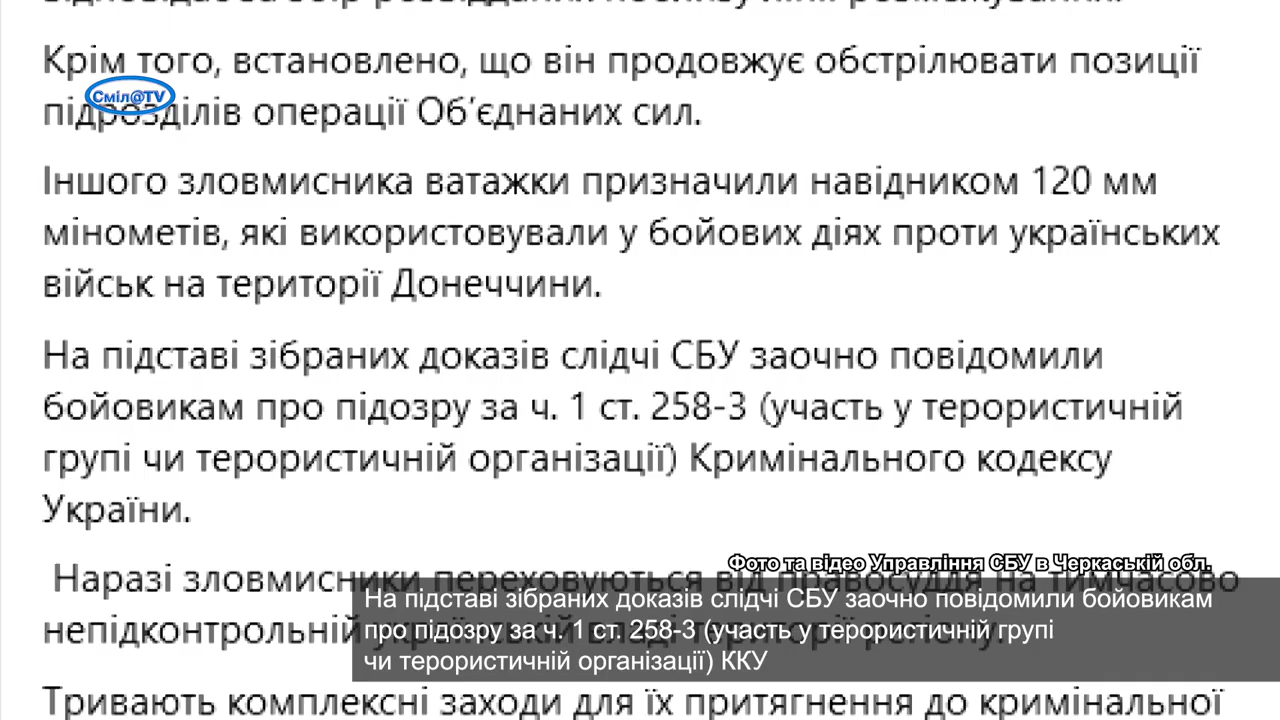 Крім того, встановлено, що він продовжує обстрілювати позиції
Сміл@TV
підрозділів операції Об’єднаних сил.
Іншого зловмисника ватажки призначили навідником 120 мм
мінометів, які використовували у бойових діях проти українських
військ на території Донеччини.
На підставі зібраних доказів слідчі СБУ заочно повідомили
бойовикам про підозру за ч. 1 ст. 258-3 (участь у терористичній
групі чи терористичній організації) Кримінального кодексу
України.
Фото та відео Управління СБУ в Черкаській обл.
Наразі зловмисники переховуються від правосуддя на тимчасово
непідконтрольній українській владі території регіону.
На підставі зібраних доказів слідчі СБУ заочно повідомили бойовикам
про підозру за ч. 1 ст. 258-3 (участь у терористичній групі
чи терористичній організації) ККУ
Тривають комплексні заходи для їх притягнення до кримінальної